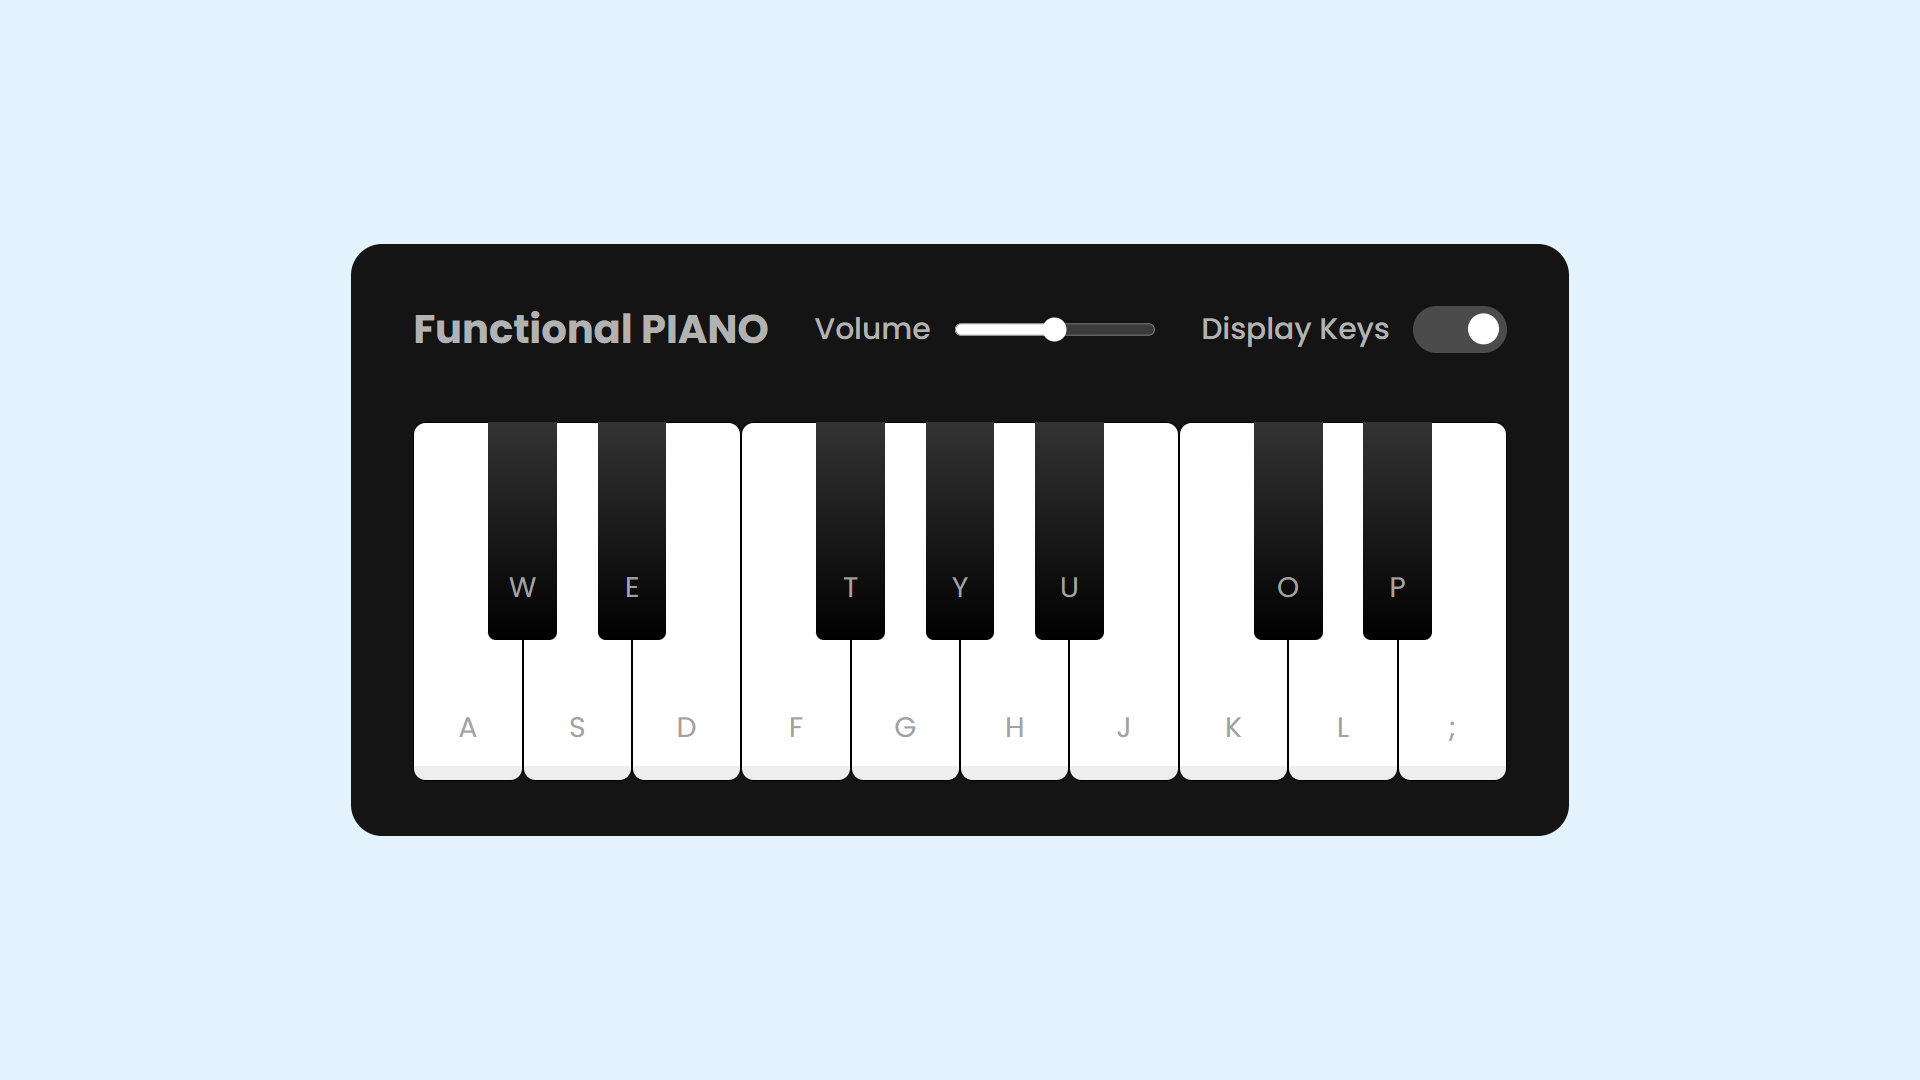 Functional PIANO Volume Display Keys
W E T Y U O P
A S D F G H J K L ;